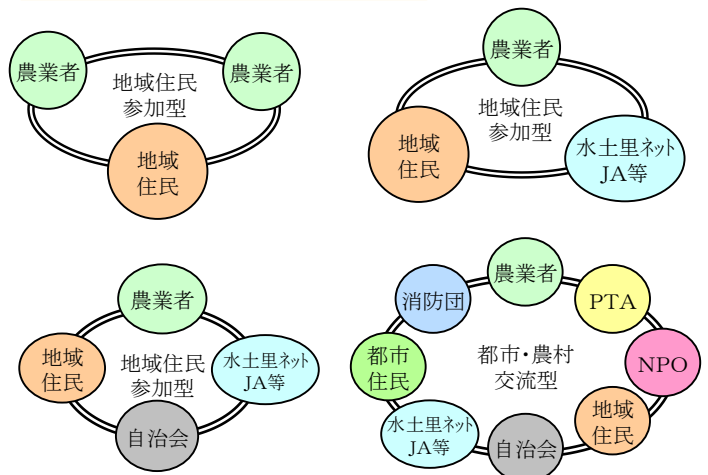 農業者
農業者
地域住民
参加型
地域
住民
農業者
地域住民
参加型
地域
住民
水土里ネット
JA等
農業者
地域
住民
地域住民
参加型
水土里ネット
JA等
自治会
農業者
消防団
PTA
都市
住民
都市・農村
交流型
NPO
水土里ネット
JA等
自治会
地域
住民